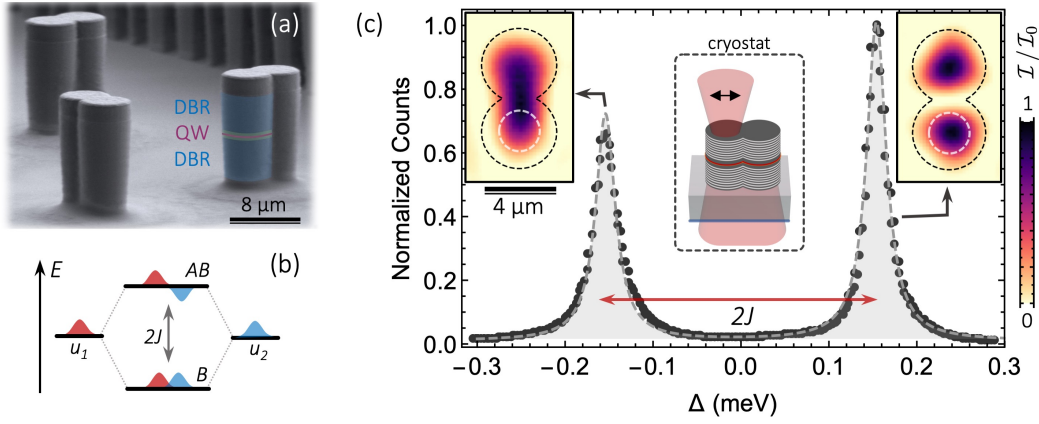 (a)
DBR
QW
DBR
8 μm
(b)
E
AB
u1
2J
u2
B
(c)
Normalized Counts
1.0
0.8
0.6
0.4
0.2
0.0
−0.3
−0.2
−0.1
0.0
0.1
0.2
0.3
Δ (meV)
4 μm
cryostat
2J
I/I0
1
0